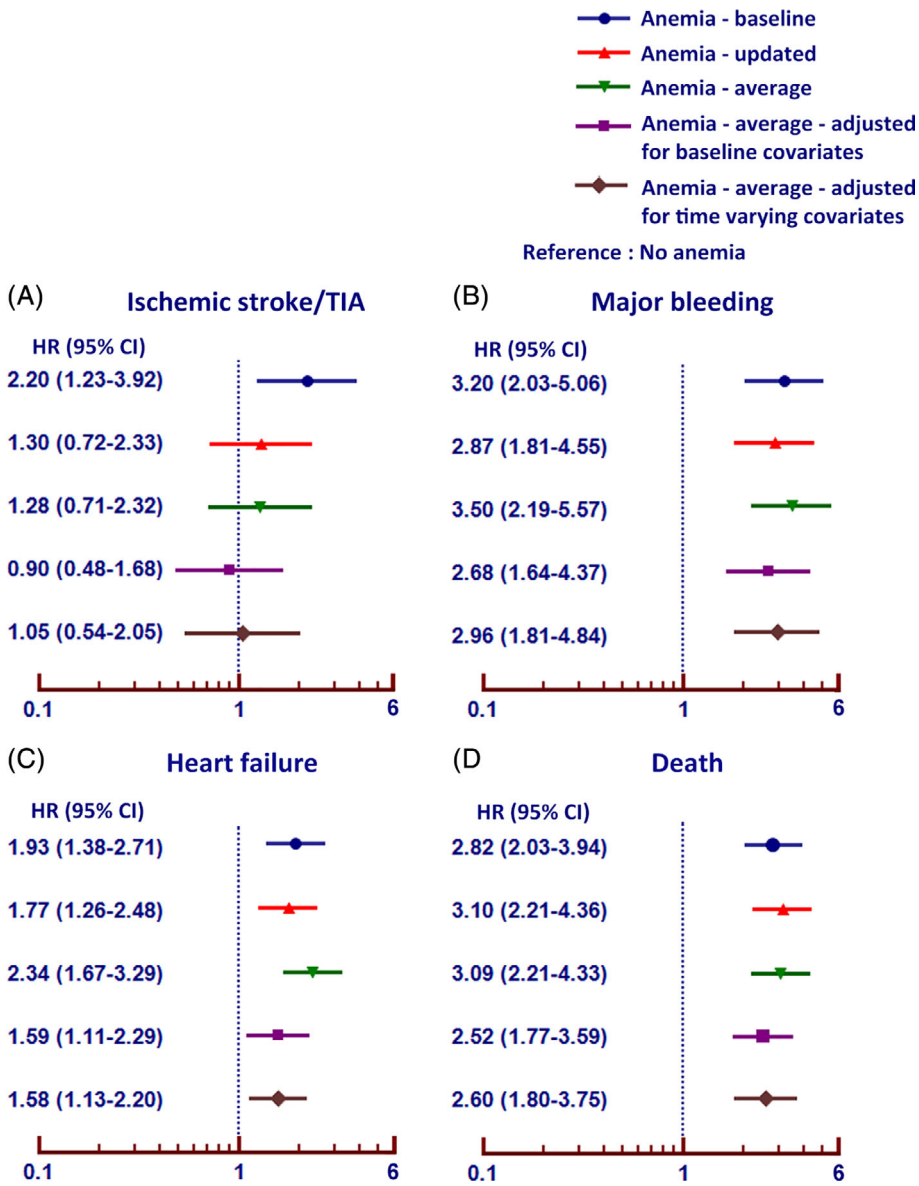 Anemia - baseline
Anemia - updated
Anemia - average
Anemia - average - adjusted
for baseline covariates
Anemia - average - adjusted
for time varying covariates
Reference : No anemia
(A) Ischemic stroke/TIA
HR (95% CI)
2.20 (1.23-3.92)
1.30 (0.72-2.33)
1.28 (0.71-2.32)
0.90 (0.48-1.68)
1.05 (0.54-2.05)
0.1 1 6
(B) Major bleeding
HR (95% CI)
3.20 (2.03-5.06)
2.87 (1.81-4.55)
3.50 (2.19-5.57)
2.68 (1.64-4.37)
2.96 (1.81-4.84)
0.1 1 6
(C) Heart failure
HR (95% CI)
1.93 (1.38-2.71)
1.77 (1.26-2.48)
2.34 (1.67-3.29)
1.59 (1.11-2.29)
1.58 (1.13-2.20)
0.1 1 6
(D Death
HR (95% CI)
2.82 (2.03-3.94)
3.10 (2.21-4.36)
3.09 (2.21-4.33)
2.52 (1.77-3.59)
2.60 (1.80-3.75)
0.1 1 6